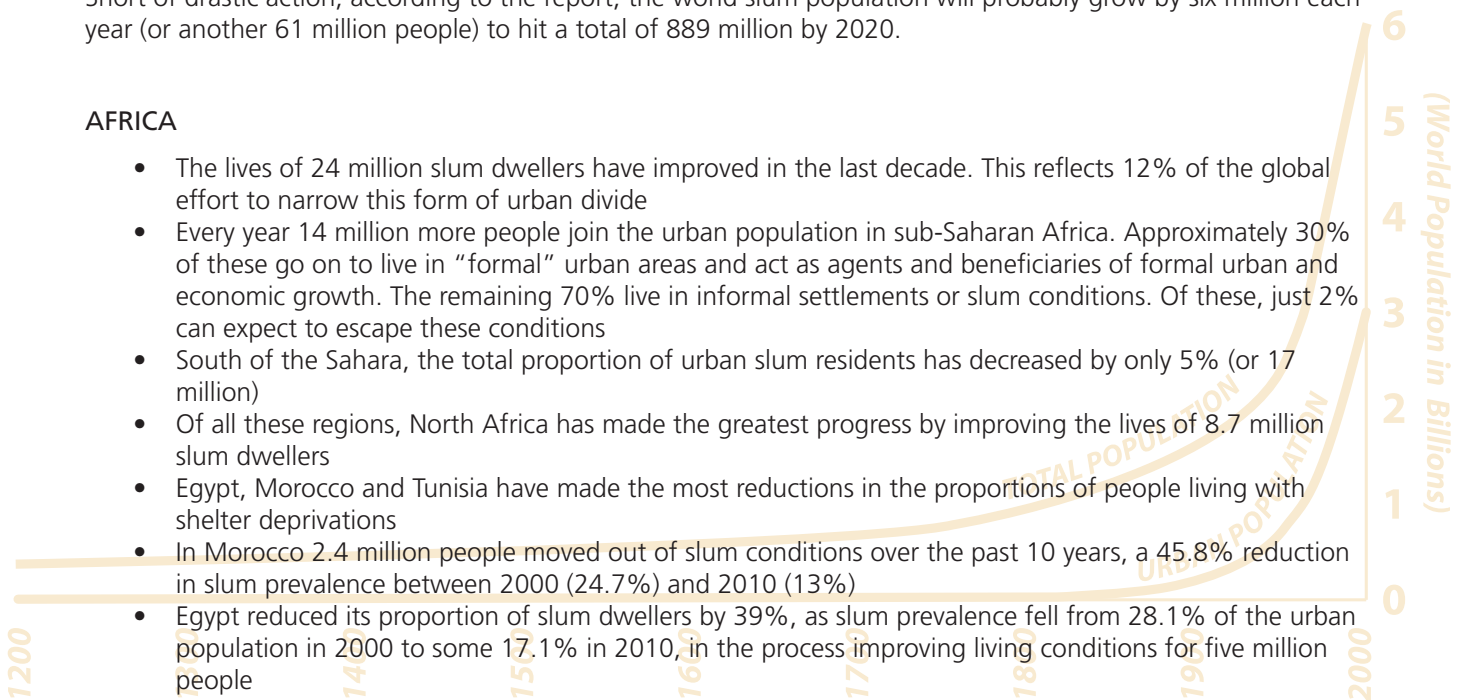 Short of drastic action, according to the report, the world slum population will probably grow by six million each
year (or another 61 million people) to hit a total of 889 million by 2020.
AFRICA
• The lives of 24 million slum dwellers have improved in the last decade. This reflects 12% of the global
effort to narrow this form of urban divide
• Every year 14 million more people join the urban population in sub-Saharan Africa. Approximately 30%
of these go on to live in “formal” urban areas and act as agents and beneficiaries of formal urban and
economic growth. The remaining 70% live in informal settlements or slum conditions. Of these, just 2%
can expect to escape these conditions
• South of the Sahara, the total proportion of urban slum residents has decreased by only 5% (or 17
million)
• Of all these regions, North Africa has made the greatest progress by improving the lives of 8.7 million
slum dwellers
• Egypt, Morocco and Tunisia have made the most reductions in the proportions of people living with
shelter deprivations
• In Morocco 2.4 million people moved out of slum conditions over the past 10 years, a 45.8% reduction
in slum prevalence between 2000 (24.7%) and 2010 (13%)
• Egypt reduced its proportion of slum dwellers by 39%, as slum prevalence fell from 28.1% of the urban
population in 2000 to some 17.1% in 2010, in the process improving living conditions for five million
people
TOTAL POPULATION
URBAN POPULATION
6
5
4
3
2
1
0
(World Population in Billions)
1200
1300
1400
1500
1600
1700
1800
1900
2000